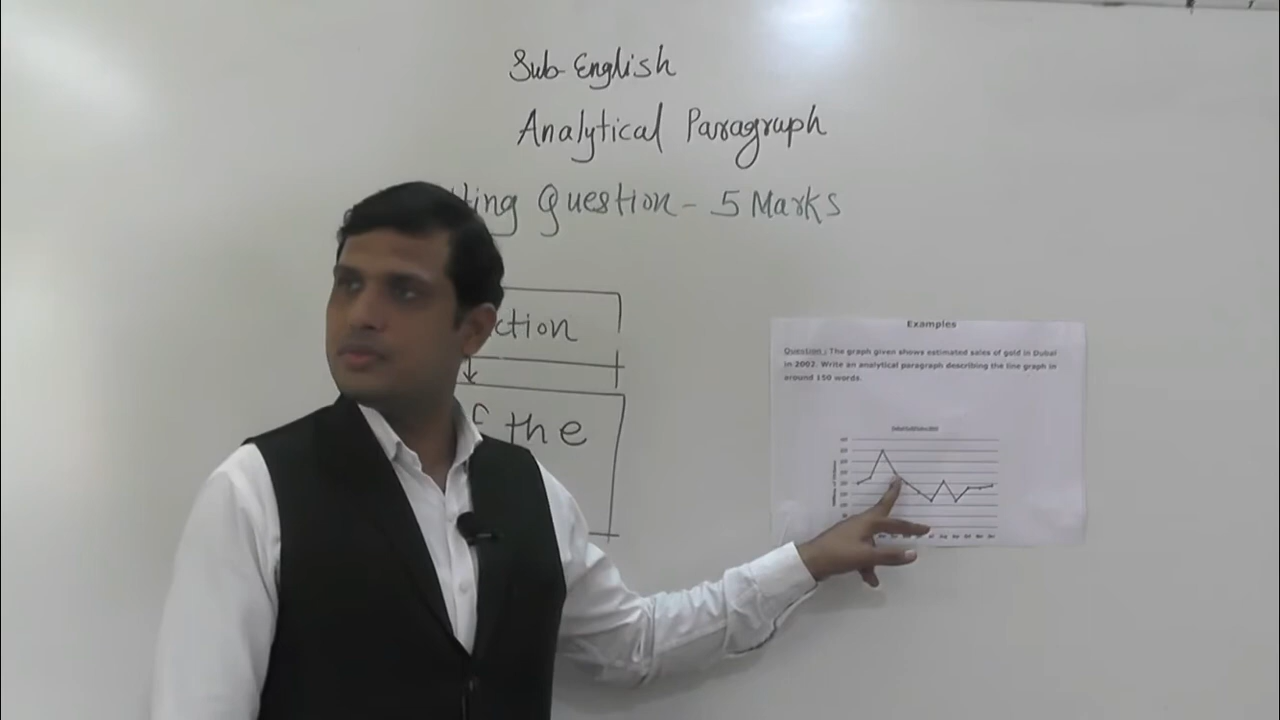 Sub-English
Analytical Paragraph
ting Question - 5 Marks
ction
f the
Examples
Question : The graph given shows estimated sales of gold in Dubai
in 2002. Write an analytical paragraph describing the line graph in
around 150 words.